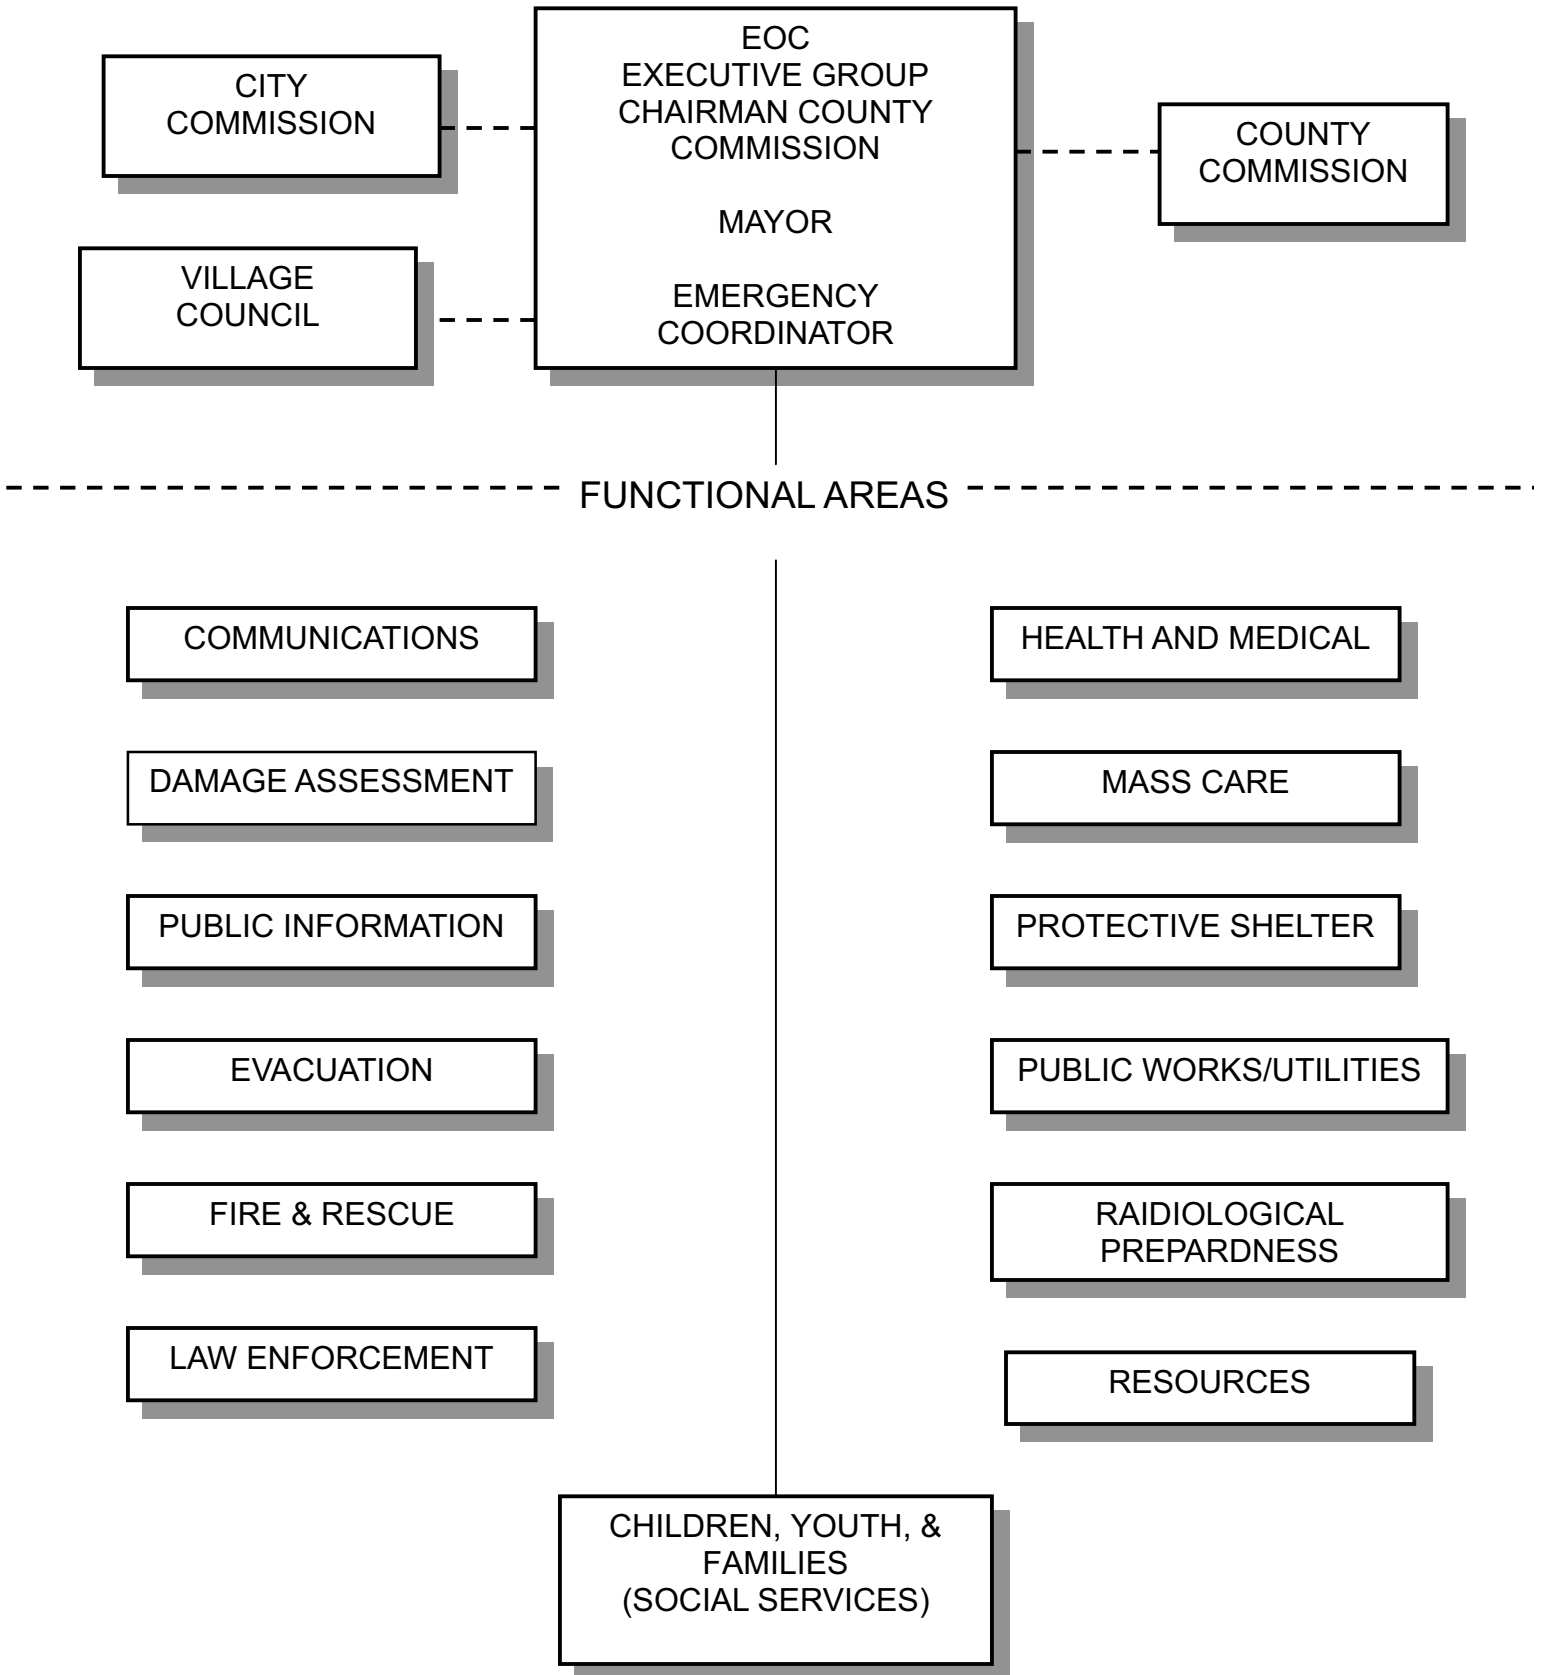 CITY
COMMISSION
VILLAGE
COUNCIL
EOC
EXECUTIVE GROUP
CHAIRMAN COUNTY
COMMISSION
MAYOR
EMERGENCY
COORDINATOR
COUNTY
COMMISSION
FUNCTIONAL AREAS
COMMUNICATIONS
DAMAGE ASSESSMENT
PUBLIC INFORMATION
EVACUATION
FIRE & RESCUE
LAW ENFORCEMENT
HEALTH AND MEDICAL
MASS CARE
PROTECTIVE SHELTER
PUBLIC WORKS/UTILITIES
RAIDIOLOGICAL
PREPARDNESS
RESOURCES
CHILDREN, YOUTH, &
FAMILIES
(SOCIAL SERVICES)